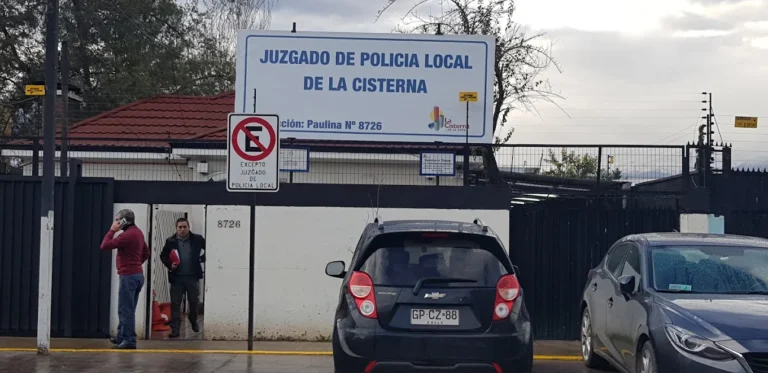 JUZGADO DE POLICIA LOCAL
DE LA CISTERNA
ción: Paulina Nº 8726
La Cisterna
E
EXCEPTO
JUZGADO
DE
POLICIA LOCAL
8726
GP·CZ·88
CHILE